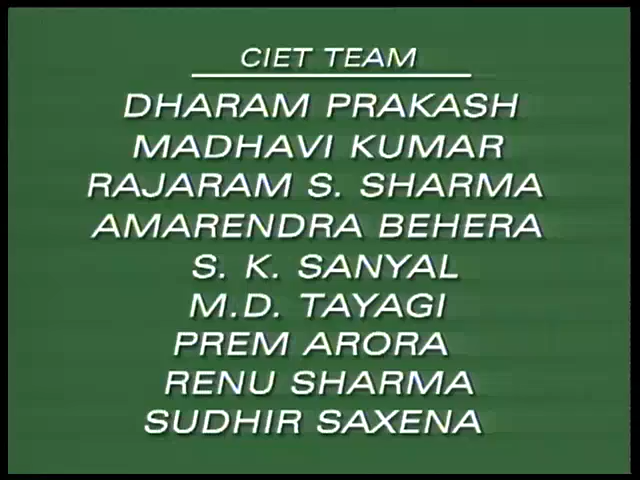 CIET TEAM
DHARAM PRAKASH
MADHAVI KUMAR
RAJARAM S. SHARMA
AMARENDRA BEHERA
S. K. SANYAL
M.D. TAYAGI
PREM ARORA
RENU SHARMA
SUDHIR SAXENA